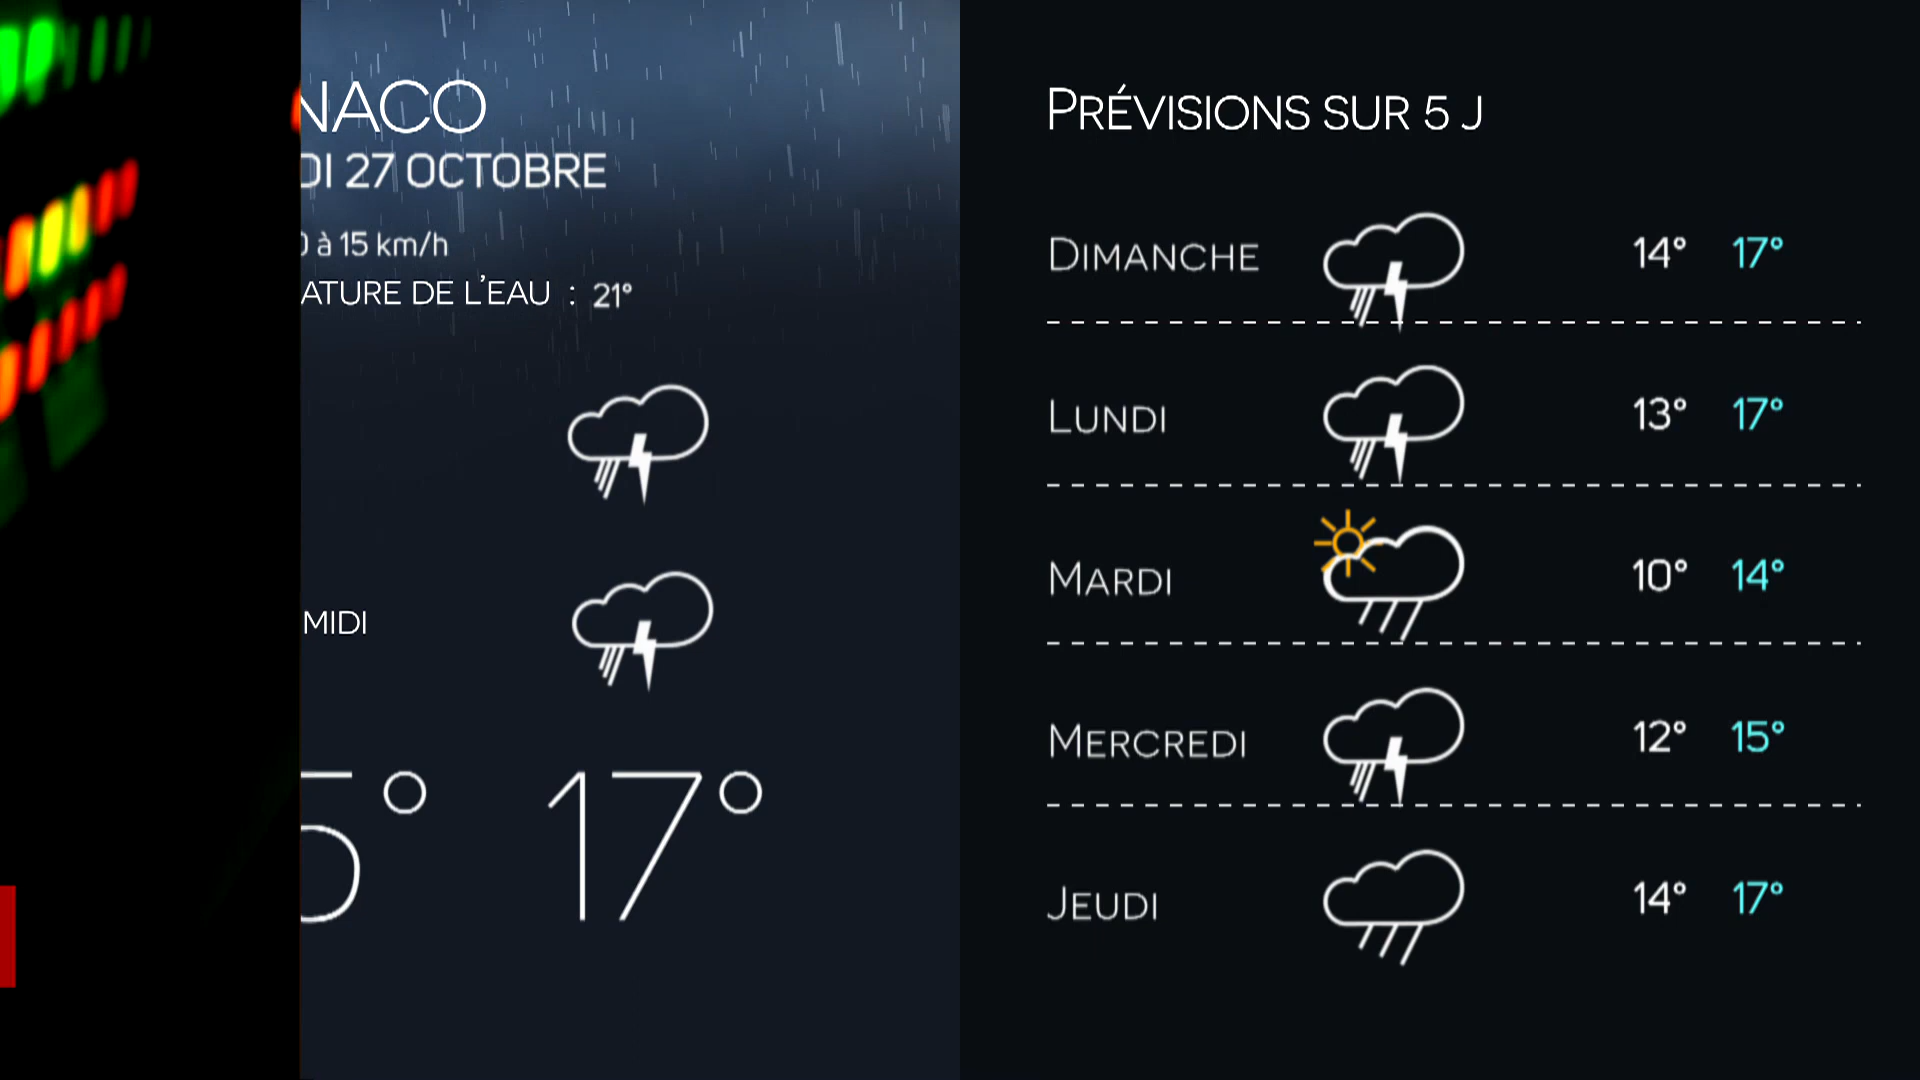 NACO
DI 27 OCTOBRE
à 15 km/h
ATURE DE L'EAU : 21°
MIDI
5° 17°
PRÉVISIONS SUR 5 J
DIMANCHE 14° 17°
LUNDI 13° 17°
MARDI 10° 14°
MERCREDI 12° 15°
JEUDI 14° 17°